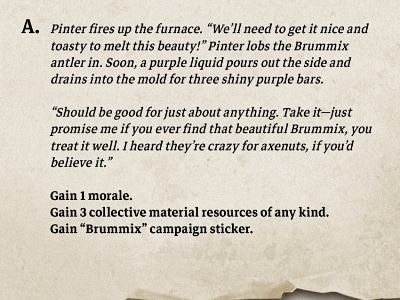 A. Pinter fires up the furnace. “We’ll need to get it nice and
toasty to melt this beauty!” Pinter lobs the Brummix
antler in. Soon, a purple liquid pours out the side and
drains into the mold for three shiny purple bars.
“Should be good for just about anything. Take it—just
promise me if you ever find that beautiful Brummix, you
treat it well. I heard they’re crazy for axenuts, if you’d
believe it.”
Gain 1 morale.
Gain 3 collective material resources of any kind.
Gain “Brummix” campaign sticker.